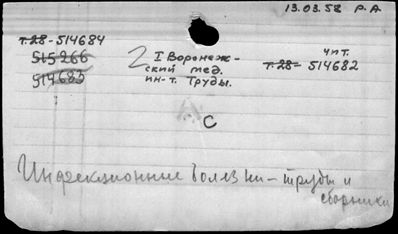 13.03.58 Р.А
т.28-514684
515266
514683
2 I Воронеж-
ский мед.
ин-т. Труды.
чит.
т.28- 514682
С
Инфекционные болезни - труды и
сборники